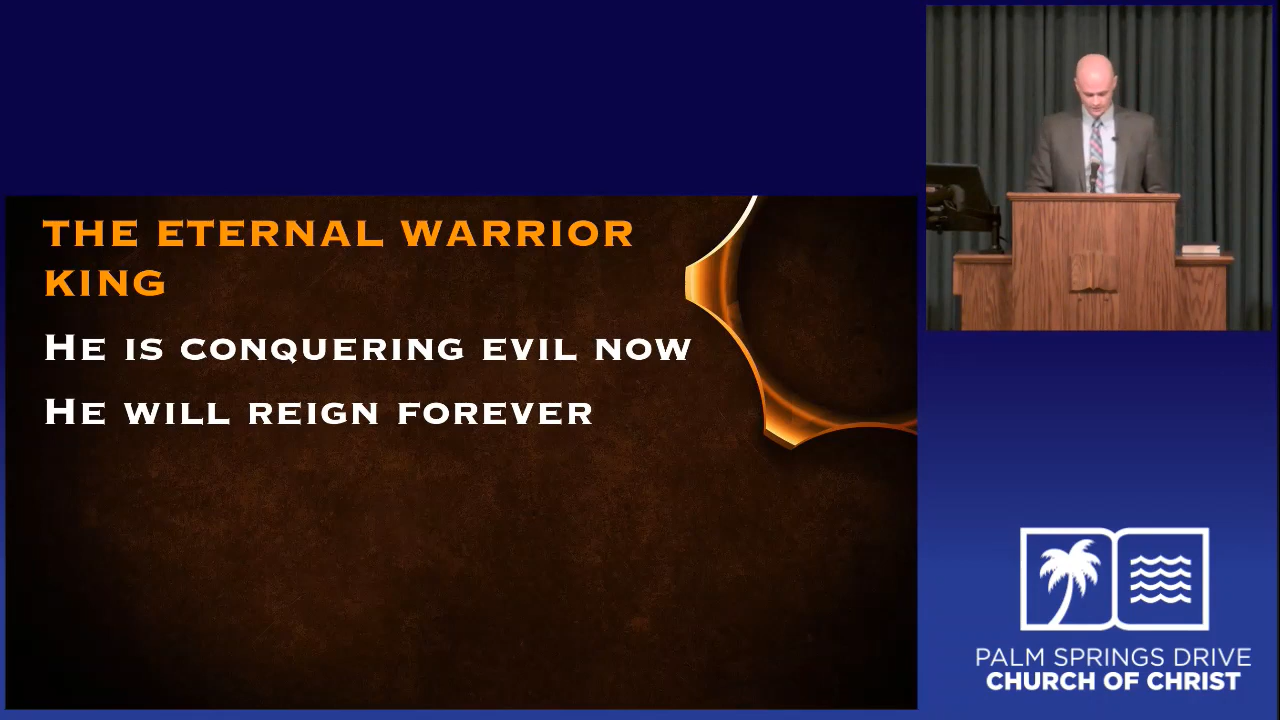 THE ETERNAL WARRIOR
KING
HE IS CONQUERING EVIL NOW
HE WILL REIGN FOREVER
PALM SPRINGS DRIVE
CHURCH OF CHRIST